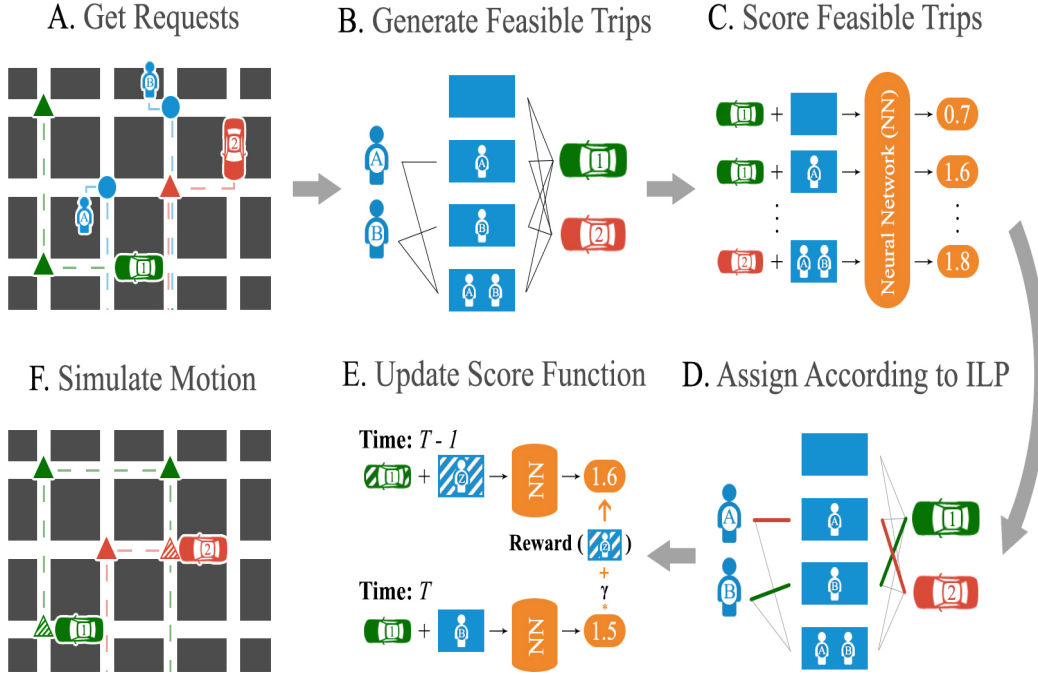 A. Get Requests
B
2
A
1
B. Generate Feasible Trips
A
B
A
B
A B
1
2
C. Score Feasible Trips
1 + → 0.7
1 + A → 1.6
2 + A B → 1.8
Neural Network (NN)
D. Assign According to ILP
A
B
A
B
A B
1
2
E. Update Score Function
Time: T - 1
1 + Z → NN → 1.6
Reward ( Z )
+
γ
*
Time: T
1 + B → NN → 1.5
F. Simulate Motion
2
1